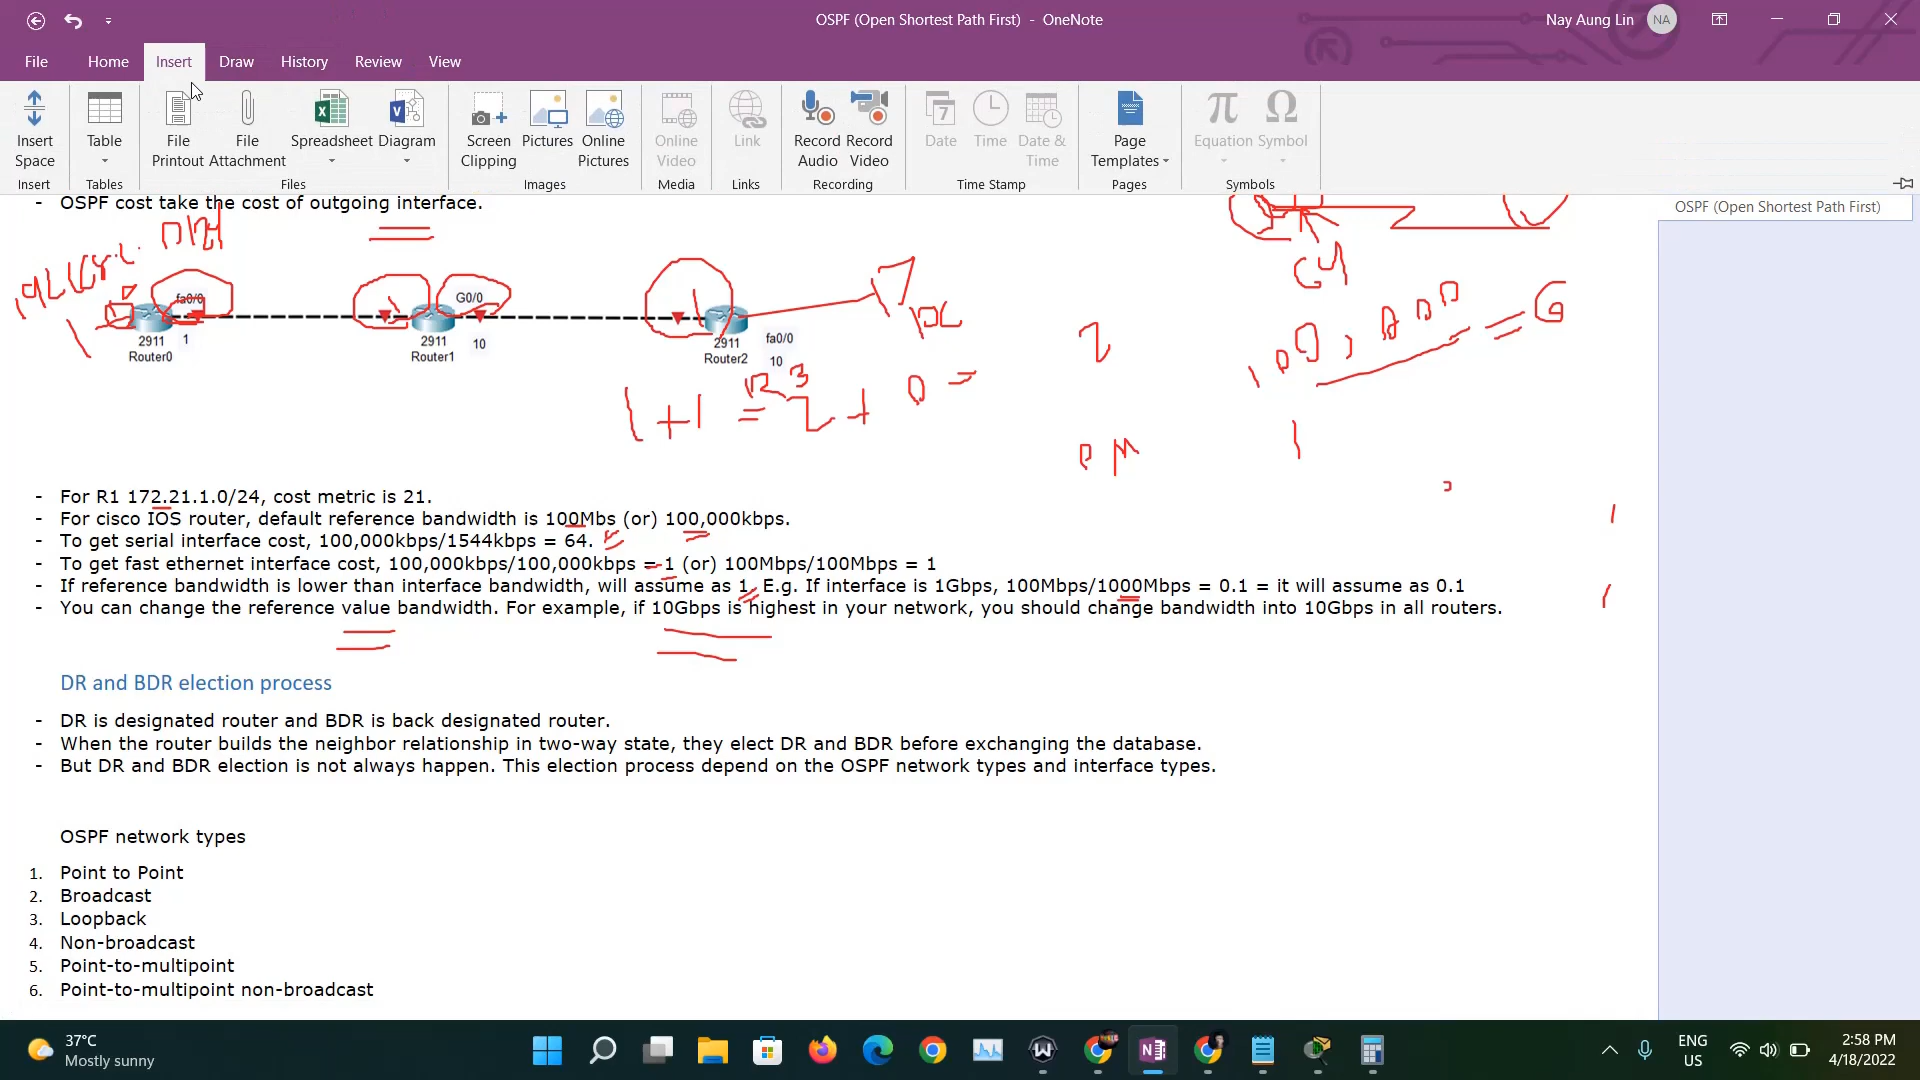 OSPF (Open Shortest Path First) - OneNote
Nay Aung Lin
NA
File Home Insert Draw History Review View
Insert Space
Table
File Printout
File Attachment
Spreadsheet
Diagram
Screen Clipping
Pictures
Online Pictures
Online Video
Link
Record Audio
Record Video
Date
Time
Date & Time
Page Templates
Equation
Symbol
Insert Tables Files Images Media Links Recording Time Stamp Pages Symbols
OSPF (Open Shortest Path First)
- OSPF cost take the cost of outgoing interface.
fa0/0
G0/0
2911
Router0
1
2911
Router1
10
2911
Router2
fa0/0
10
1 + 1 = 2 + 0 =
- For R1 172.21.1.0/24, cost metric is 21.
- For cisco IOS router, default reference bandwidth is 100Mbs (or) 100,000kbps.
- To get serial interface cost, 100,000kbps/1544kbps = 64.
- To get fast ethernet interface cost, 100,000kbps/100,000kbps = 1 (or) 100Mbps/100Mbps = 1
- If reference bandwidth is lower than interface bandwidth, will assume as 1. E.g. If interface is 1Gbps, 100Mbps/1000Mbps = 0.1 = it will assume as 0.1
- You can change the reference value bandwidth. For example, if 10Gbps is highest in your network, you should change bandwidth into 10Gbps in all routers.
DR and BDR election process
- DR is designated router and BDR is back designated router.
- When the router builds the neighbor relationship in two-way state, they elect DR and BDR before exchanging the database.
- But DR and BDR election is not always happen. This election process depend on the OSPF network types and interface types.
OSPF network types
1. Point to Point
2. Broadcast
3. Loopback
4. Non-broadcast
5. Point-to-multipoint
6. Point-to-multipoint non-broadcast
37°C
Mostly sunny
ENG
US
2:58 PM
4/18/2022